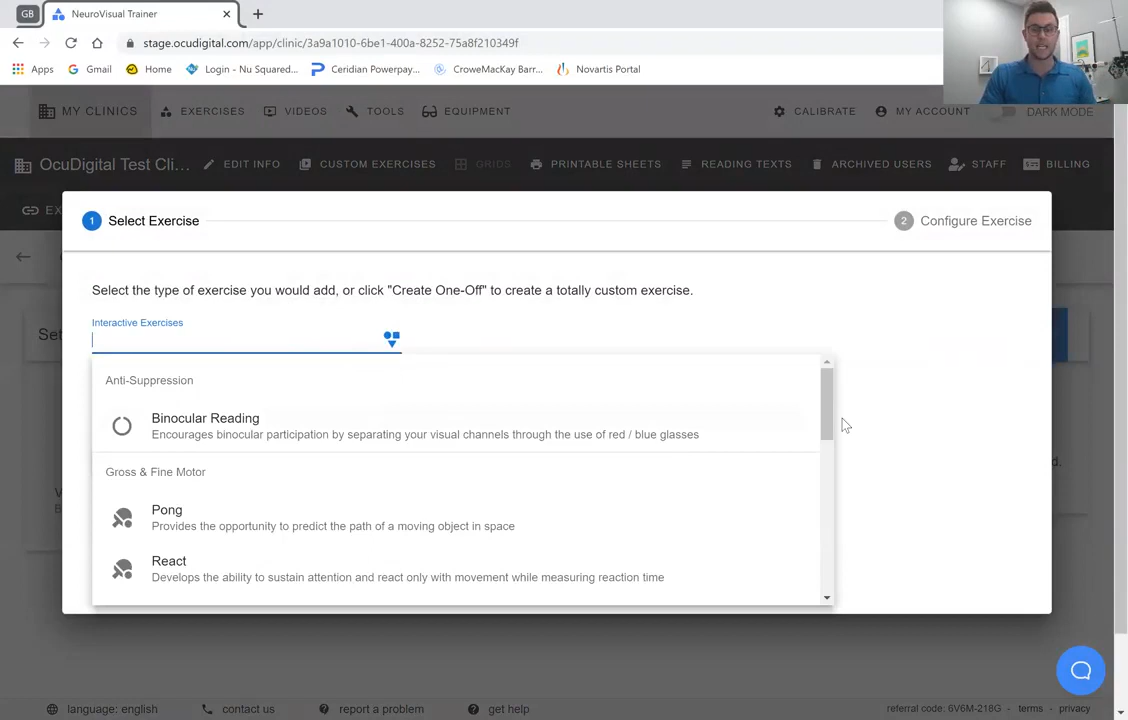 GB
NeuroVisual Trainer
stage.ocudigital.com/app/clinic/3a9a1010-6be1-400a-8252-75a8f210349f
Apps
Gmail
Home
Login - Nu Squared...
Ceridian Powerpay...
CroweMacKay Barr...
Novartis Portal
MY CLINICS
EXERCISES
VIDEOS
TOOLS
EQUIPMENT
CALIBRATE
MY ACCOUNT
DARK MODE
OcuDigital Test Cli...
EDIT INFO
CUSTOM EXERCISES
GRIDS
PRINTABLE SHEETS
READING TEXTS
ARCHIVED USERS
STAFF
BILLING
EX
1 Select Exercise
2 Configure Exercise
Select the type of exercise you would add, or click "Create One-Off" to create a totally custom exercise.
Set
Interactive Exercises
Anti-Suppression
Binocular Reading
Encourages binocular participation by separating your visual channels through the use of red / blue glasses
Gross & Fine Motor
Pong
Provides the opportunity to predict the path of a moving object in space
React
Develops the ability to sustain attention and react only with movement while measuring reaction time
language: english
contact us
report a problem
get help
referral code: 6V6M-218G
terms
privacy